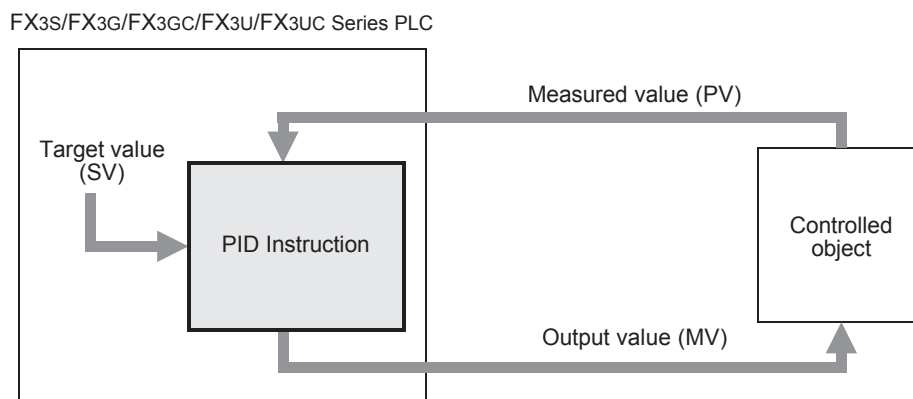 FX3S/FX3G/FX3GC/FX3U/FX3UC Series PLC
Measured value (PV)
Target value
(SV)
PID Instruction
Controlled
object
Output value (MV)